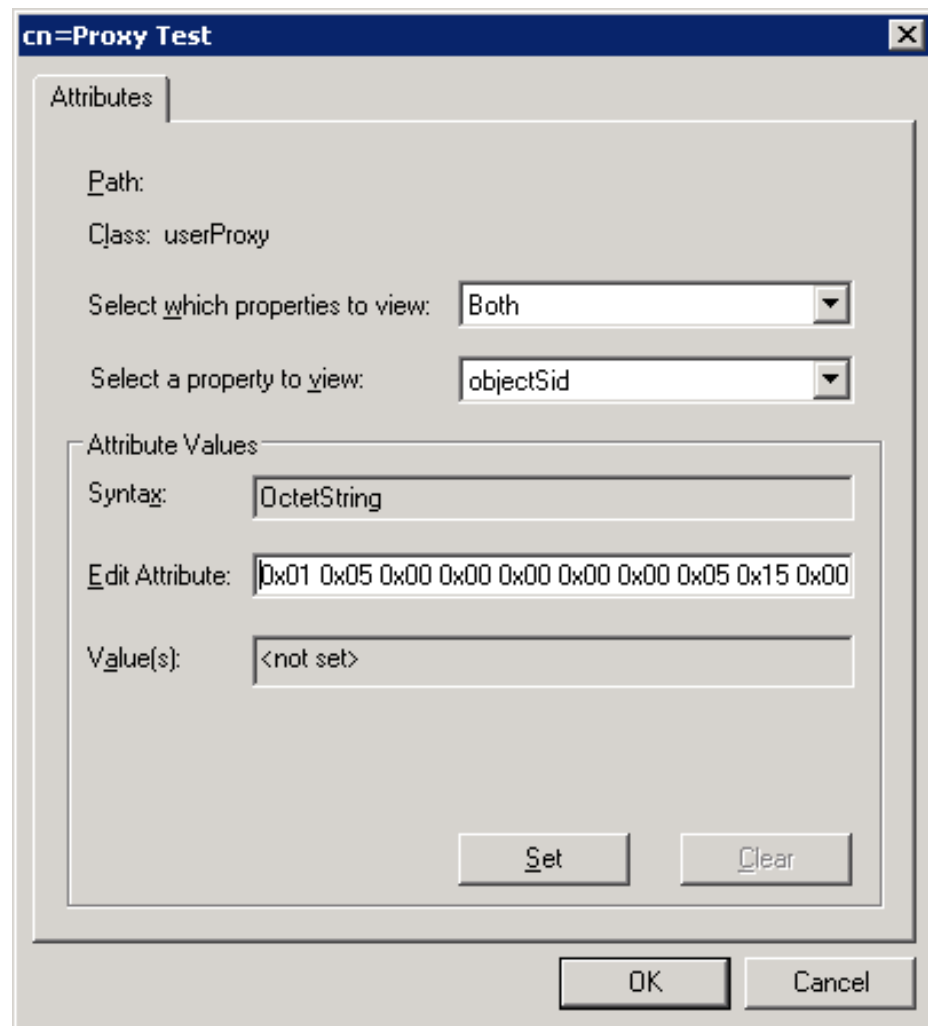 cn=Proxy Test
Attributes
Path:
Class: userProxy
Select which properties to view: Both
Select a property to view: objectSid
Attribute Values
Syntax: OctetString
Edit Attribute: 0x01 0x05 0x00 0x00 0x00 0x00 0x00 0x05 0x15 0x00
Value(s): <not set>
Set Clear
OK Cancel